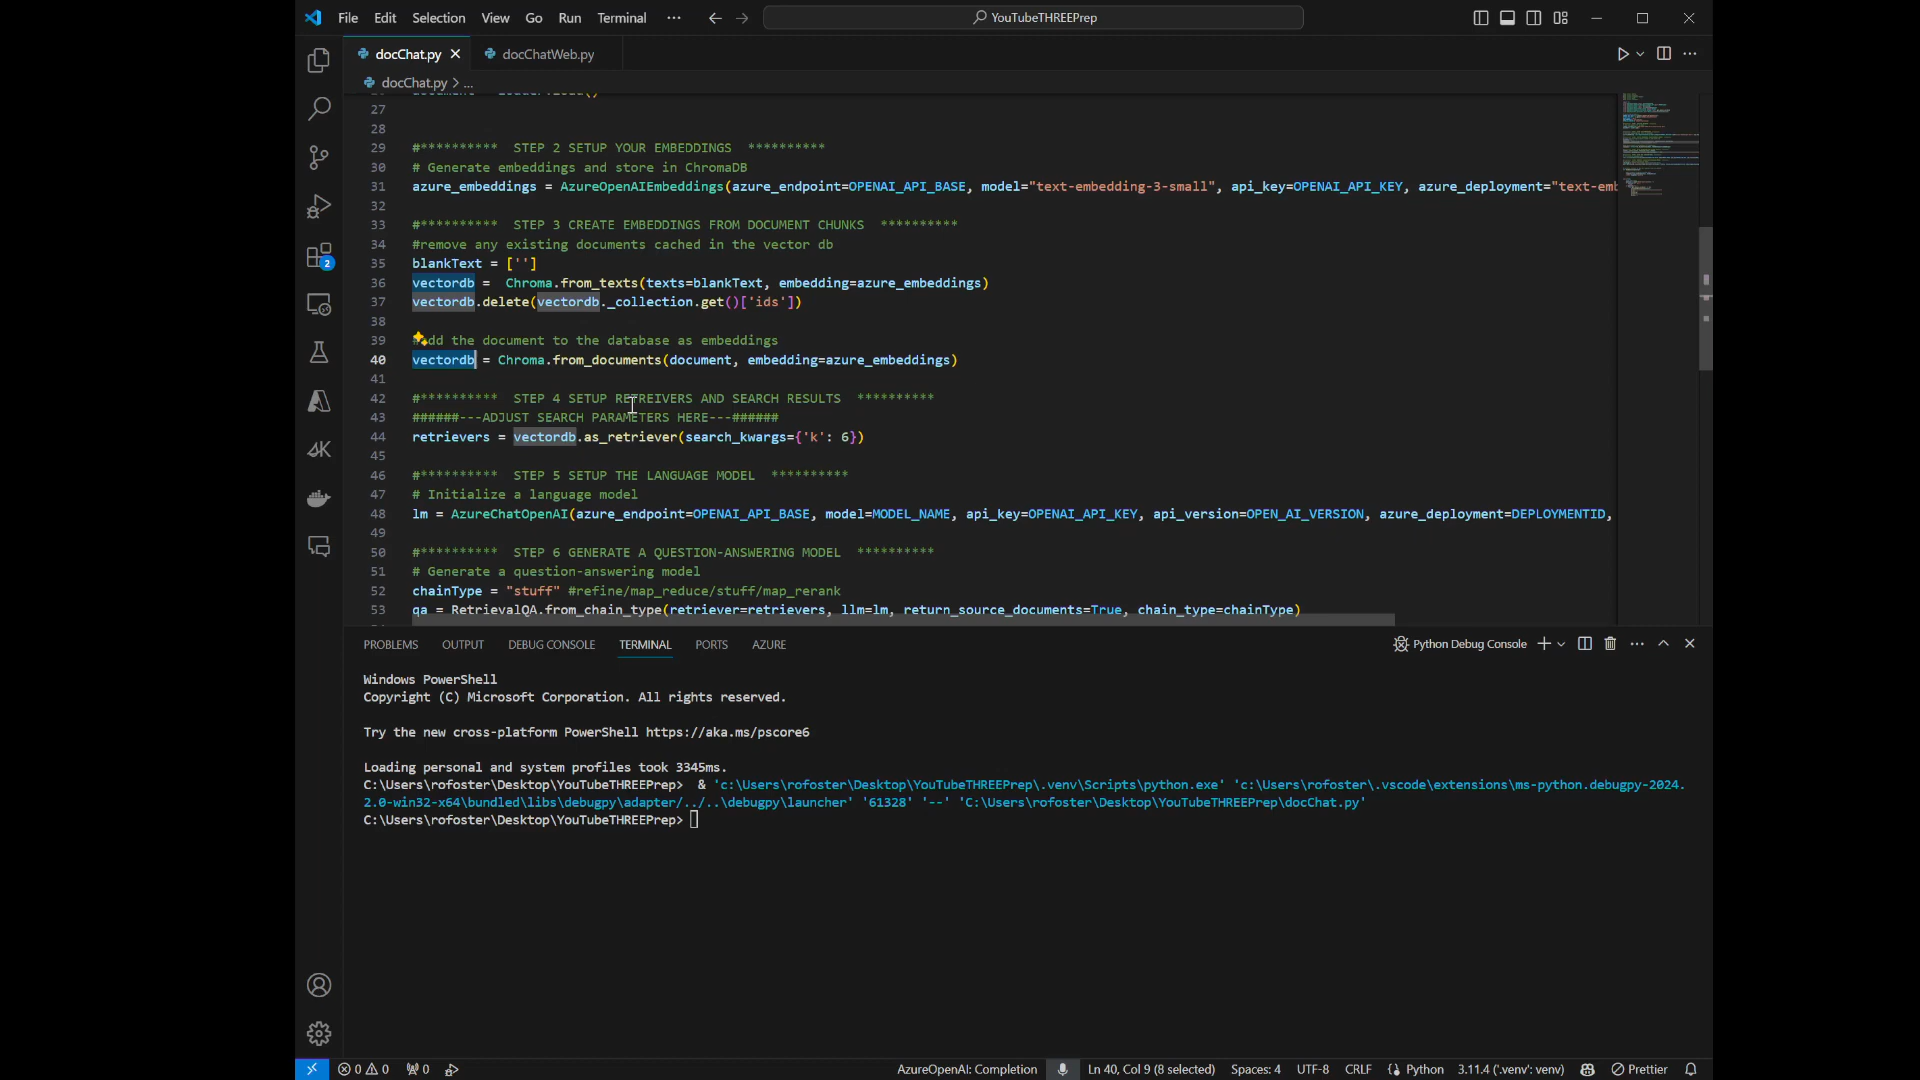 File Edit Selection View Go Run Terminal ··· YouTubeTHREEPrep
docChat.py docChatWeb.py
docChat.py > ...
27
28
29 #********** STEP 2 SETUP YOUR EMBEDDINGS **********
30 # Generate embeddings and store in ChromaDB
31 azure_embeddings = AzureOpenAIEmbeddings(azure_endpoint=OPENAI_API_BASE, model="text-embedding-3-small", api_key=OPENAI_API_KEY, azure_deployment="text-emb
32
33 #********** STEP 3 CREATE EMBEDDINGS FROM DOCUMENT CHUNKS **********
34 #remove any existing documents cached in the vector db
35 blankText = ['']
36 vectordb = Chroma.from_texts(texts=blankText, embedding=azure_embeddings)
37 vectordb.delete(vectordb._collection.get()['ids'])
38
39 dd the document to the database as embeddings
40 vectordb = Chroma.from_documents(document, embedding=azure_embeddings)
41
42 #********** STEP 4 SETUP RETREIVERS AND SEARCH RESULTS **********
43 ######---ADJUST SEARCH PARAMETERS HERE---######
44 retrievers = vectordb.as_retriever(search_kwargs={'k': 6})
45
46 #********** STEP 5 SETUP THE LANGUAGE MODEL **********
47 # Initialize a language model
48 lm = AzureChatOpenAI(azure_endpoint=OPENAI_API_BASE, model=MODEL_NAME, api_key=OPENAI_API_KEY, api_version=OPEN_AI_VERSION, azure_deployment=DEPLOYMENTID,
49
50 #********** STEP 6 GENERATE A QUESTION-ANSWERING MODEL **********
51 # Generate a question-answering model
52 chainType = "stuff" #refine/map_reduce/stuff/map_rerank
53 qa = RetrievalQA.from_chain_type(retriever=retrievers, llm=lm, return_source_documents=True, chain_type=chainType)
2
PROBLEMS OUTPUT DEBUG CONSOLE TERMINAL PORTS AZURE Python Debug Console
Windows PowerShell
Copyright (C) Microsoft Corporation. All rights reserved.
Try the new cross-platform PowerShell https://aka.ms/pscore6
Loading personal and system profiles took 3345ms.
C:\Users\rofoster\Desktop\YouTubeTHREEPrep> & 'c:\Users\rofoster\Desktop\YouTubeTHREEPrep\.venv\Scripts\python.exe' 'c:\Users\rofoster\.vscode\extensions\ms-python.debugpy-2024.
2.0-win32-x64\bundled\libs\debugpy\adapter/../..\debugpy\launcher' '61328' '--' 'C:\Users\rofoster\Desktop\YouTubeTHREEPrep\docChat.py'
C:\Users\rofoster\Desktop\YouTubeTHREEPrep>
0 0 0 AzureOpenAI: Completion Ln 40, Col 9 (8 selected) Spaces: 4 UTF-8 CRLF Python 3.11.4 ('.venv': venv) Prettier